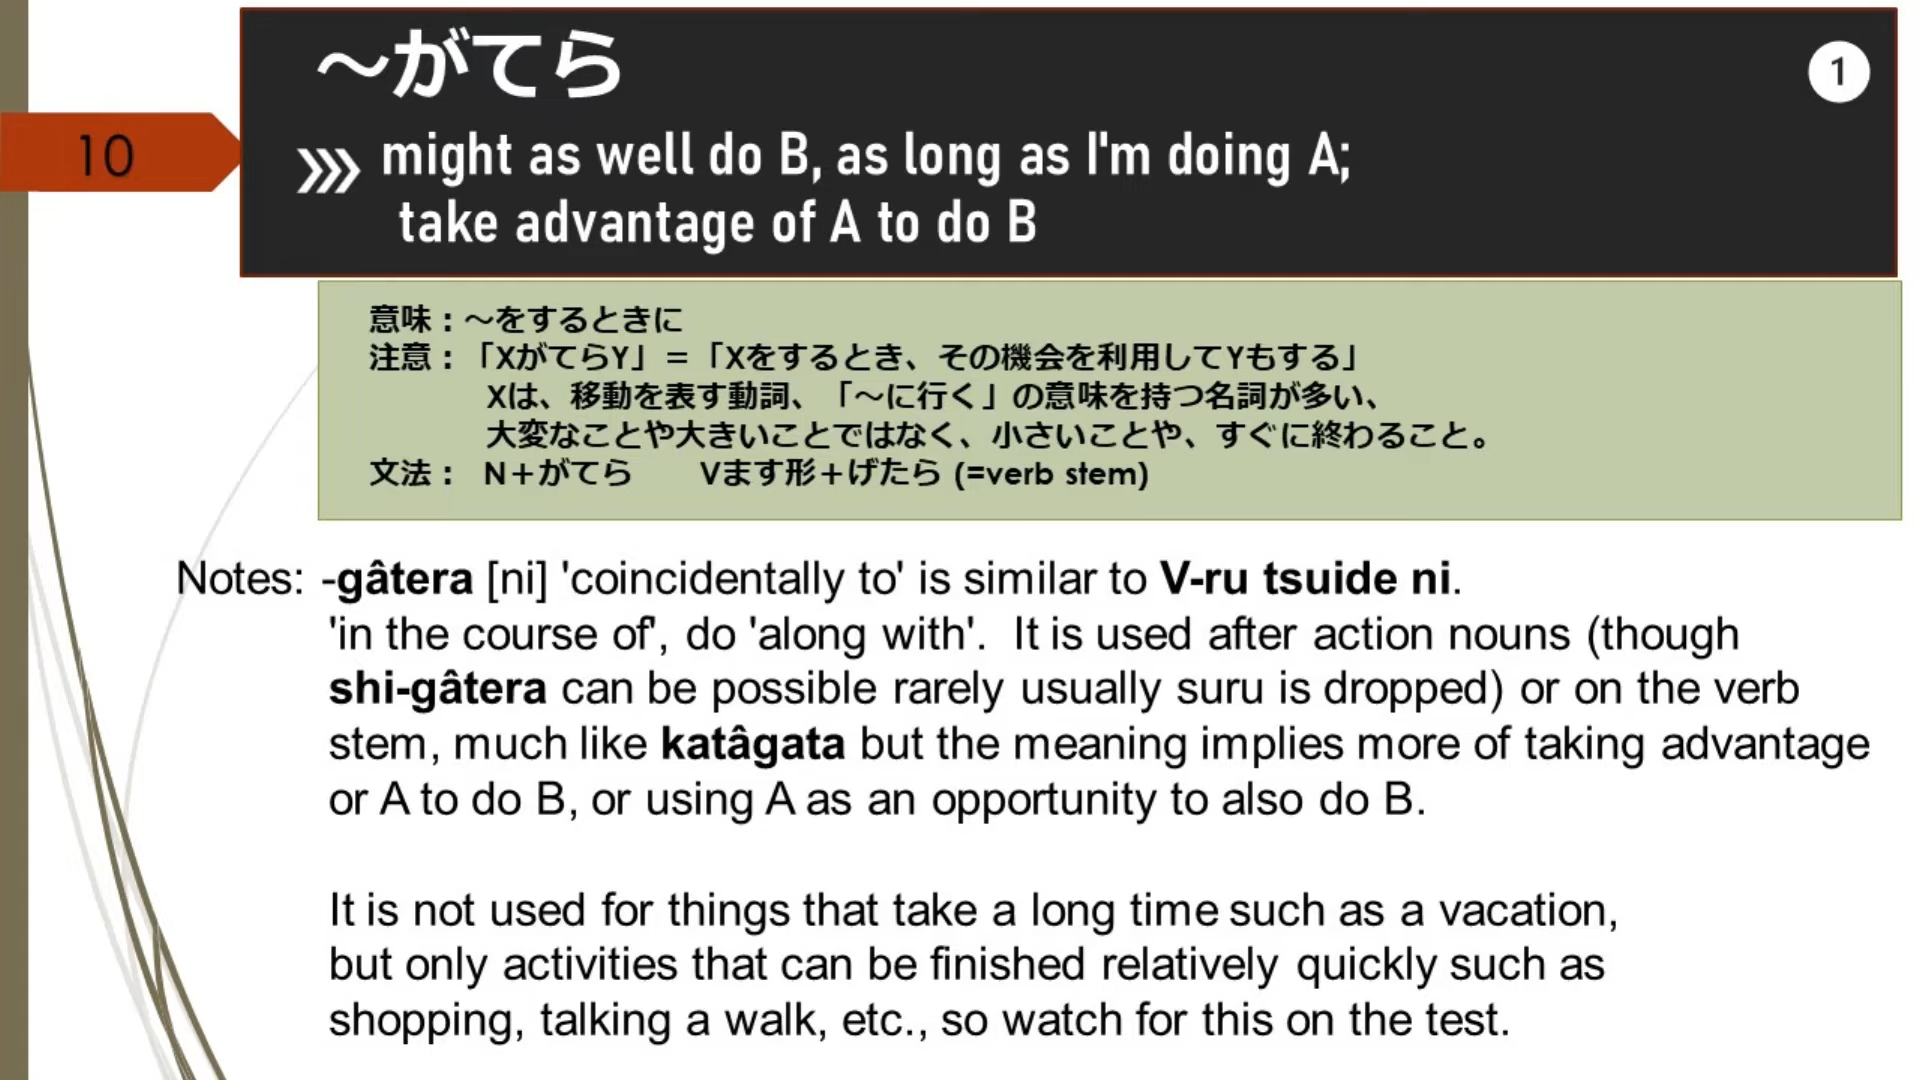 ～がてら
1
10
might as well do B, as long as I'm doing A;
take advantage of A to do B
意味：～をするときに
注意：「XがてらY」＝「Xをするとき、その機会を利用してYもする」
Xは、移動を表す動詞、「～に行く」の意味を持つ名詞が多い、
大変なことや大きいことではなく、小さいことや、すぐに終わること。
文法： N＋がてら　　Vます形＋げたら (=verb stem)
Notes: -gâtera [ni] 'coincidentally to' is similar to V-ru tsuide ni.
'in the course of', do 'along with'. It is used after action nouns (though
shi-gâtera can be possible rarely usually suru is dropped) or on the verb
stem, much like katâgata but the meaning implies more of taking advantage
or A to do B, or using A as an opportunity to also do B.
It is not used for things that take a long time such as a vacation,
but only activities that can be finished relatively quickly such as
shopping, talking a walk, etc., so watch for this on the test.